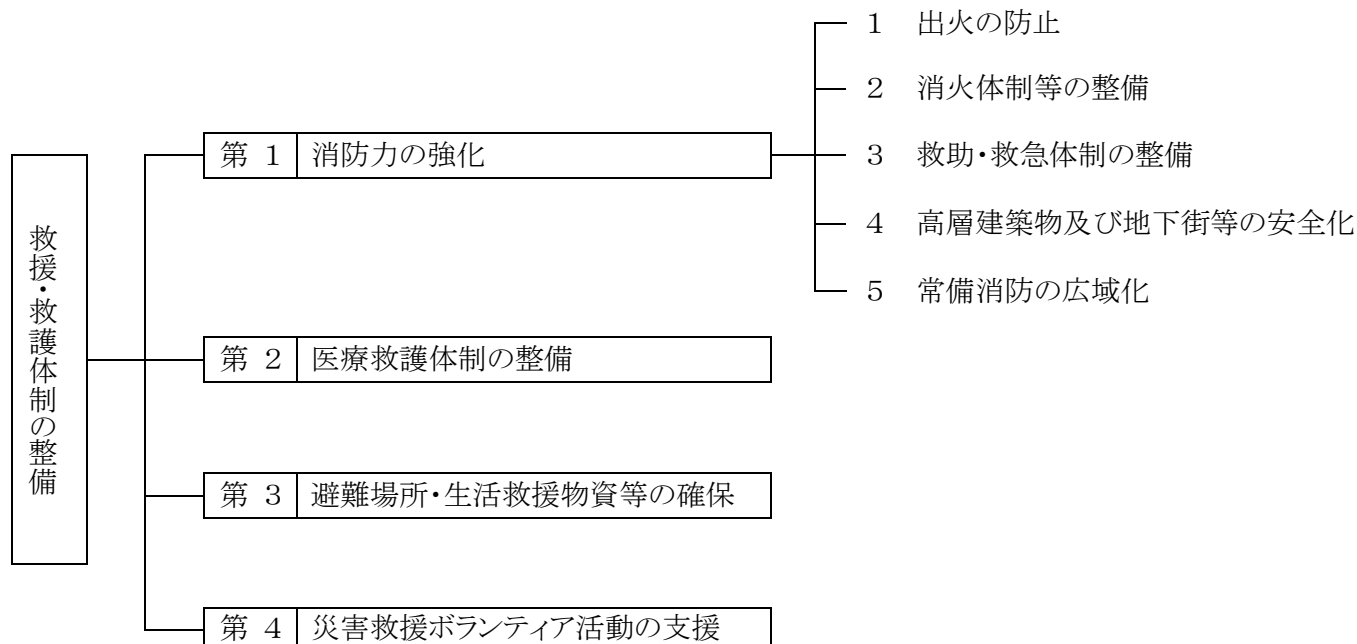 救援・救護体制の整備
第 1 消防力の強化
1 出火の防止
2 消火体制等の整備
3 救助・救急体制の整備
4 高層建築物及び地下街等の安全化
5 常備消防の広域化
第 2 医療救護体制の整備
第 3 避難場所・生活救援物資等の確保
第 4 災害救援ボランティア活動の支援